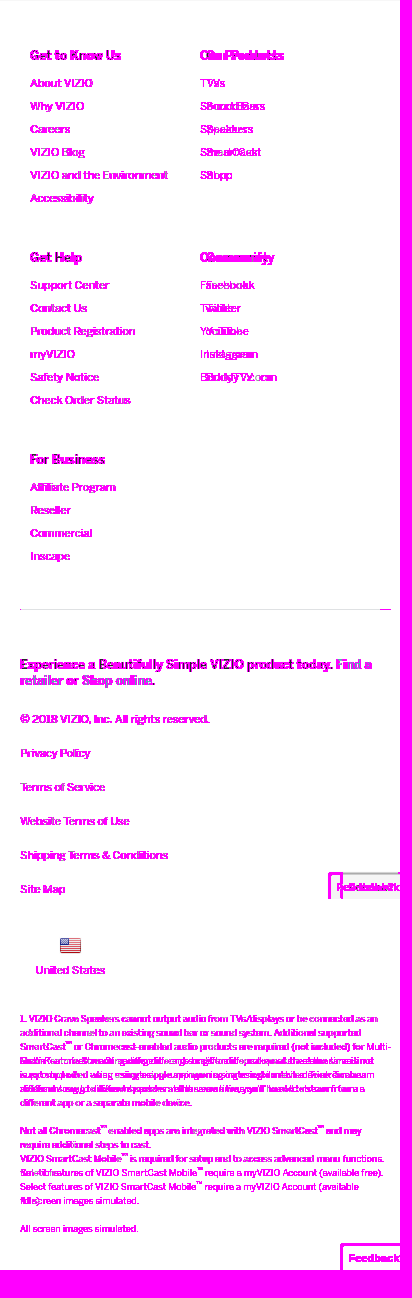 Get to Know Us
About VIZIO
Why VIZIO
Careers
VIZIO Blog
VIZIO and the Environment
Accessibility
Our Products
TVs
Sound Bars
Speakers
SmartCast
Shop
Get Help
Support Center
Contact Us
Product Registration
myVIZIO
Safety Notice
Check Order Status
Community
Facebook
Twitter
YouTube
Instagram
BuddyTV.com
For Business
Affiliate Program
Reseller
Commercial
Inscape
Experience a Beautifully Simple VIZIO product today. Find a
retailer or Shop online.
© 2018 VIZIO, Inc. All rights reserved.
Privacy Policy
Terms of Service
Website Terms of Use
Shipping Terms & Conditions
Site Map
Feedback
United States
1. VIZIO Crave Speakers cannot output audio from TVs/displays or be connected as an
additional channel to an existing sound bar or sound system. Additional supported
SmartCast™ or Chromecast-enabled audio products are required (not included) for Multi-
different app or a separate mobile device.
Not all Chromecast™ enabled apps are integrated with VIZIO SmartCast™ and may
require additional steps to cast.
VIZIO SmartCast Mobile™ is required for setup and to access advanced menu functions.
features of VIZIO SmartCast Mobile™ require a myVIZIO Account (available free).
Select features of VIZIO SmartCast Mobile™ require a myVIZIO Account (available
screen images simulated.
All screen images simulated.
Feedback